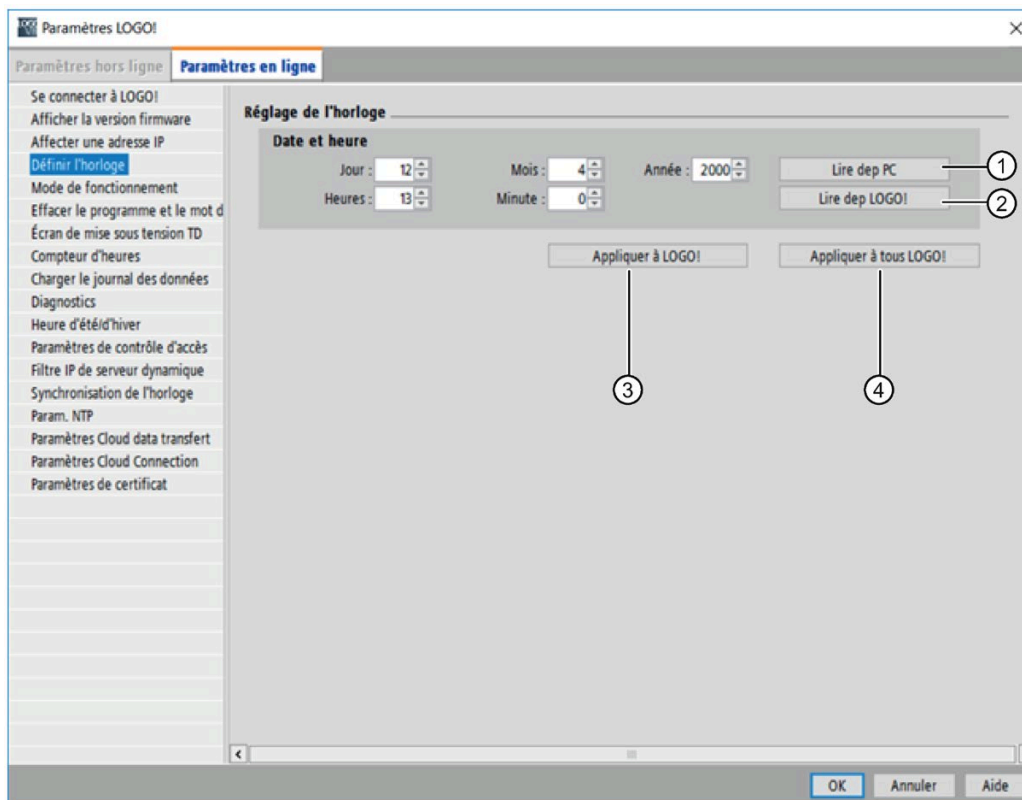 Paramètres LOGO!
Paramètres hors ligne Paramètres en ligne
Se connecter à LOGO!
Afficher la version firmware
Affecter une adresse IP
Définir l'horloge
Mode de fonctionnement
Effacer le programme et le mot d
Écran de mise sous tension TD
Compteur d'heures
Charger le journal des données
Diagnostics
Heure d'été/d'hiver
Paramètres de contrôle d'accès
Filtre IP de serveur dynamique
Synchronisation de l'horloge
Param. NTP
Paramètres Cloud data transfert
Paramètres Cloud Connection
Paramètres de certificat
Réglage de l'horloge
Date et heure
Jour : 12 Mois : 4 Année : 2000 Lire dep PC 1
Heures : 13 Minute : 0 Lire dep LOGO! 2
Appliquer à LOGO! Appliquer à tous LOGO!
3 4
OK Annuler Aide